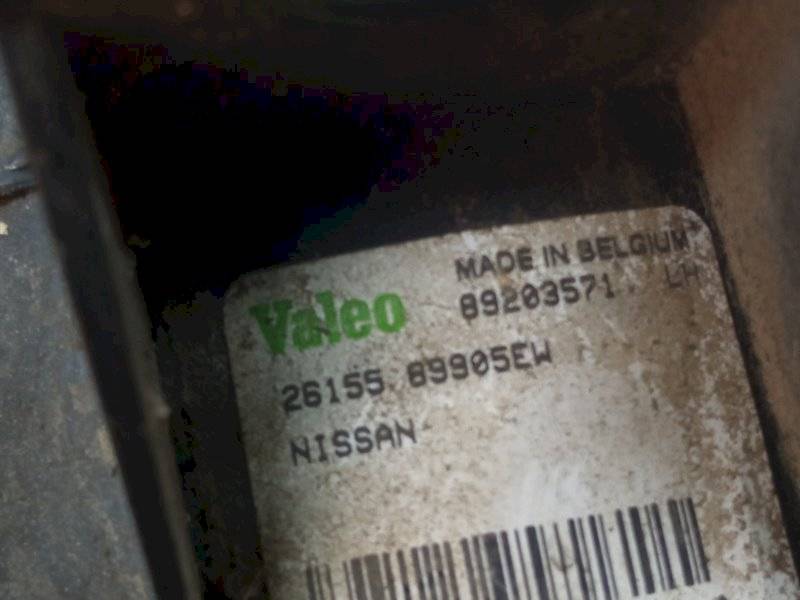 MADE IN BELGIUM
Valeo 89203571. LH
26155 89905EW
NISSAN